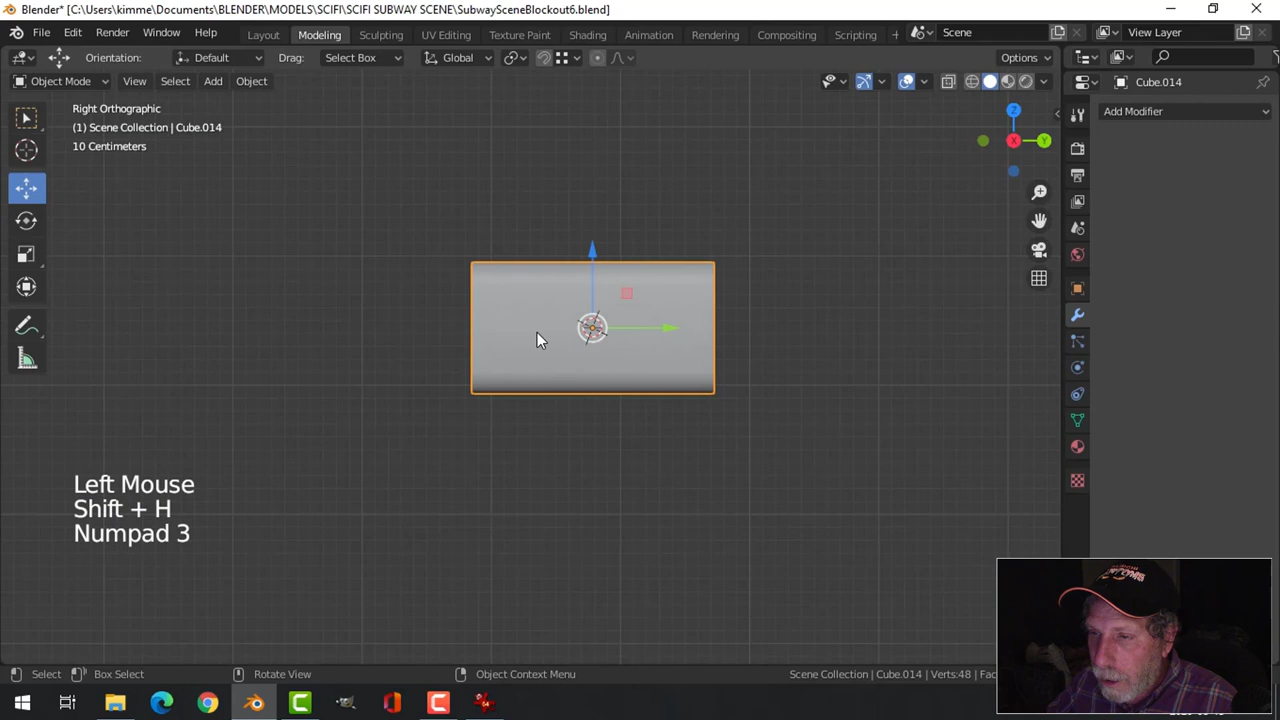 Blender* [C:\Users\kimme\Documents\BLENDER\MODELS\SCIFI\SCIFI SUBWAY SCENE\SubwaySceneBlockout6.blend]
File Edit Render Window Help Layout Modeling Sculpting UV Editing Texture Paint Shading Animation Rendering Compositing Scripting + Scene View Layer
Orientation: Default Drag: Select Box Global Options
Object Mode View Select Add Object Cube.014
Right Orthographic
(1) Scene Collection | Cube.014
10 Centimeters
Add Modifier
Z
X
Y
Left Mouse
Shift + H
Numpad 3
Select Box Select Rotate View Object Context Menu Scene Collection | Cube.014 | Verts:48 | Fac